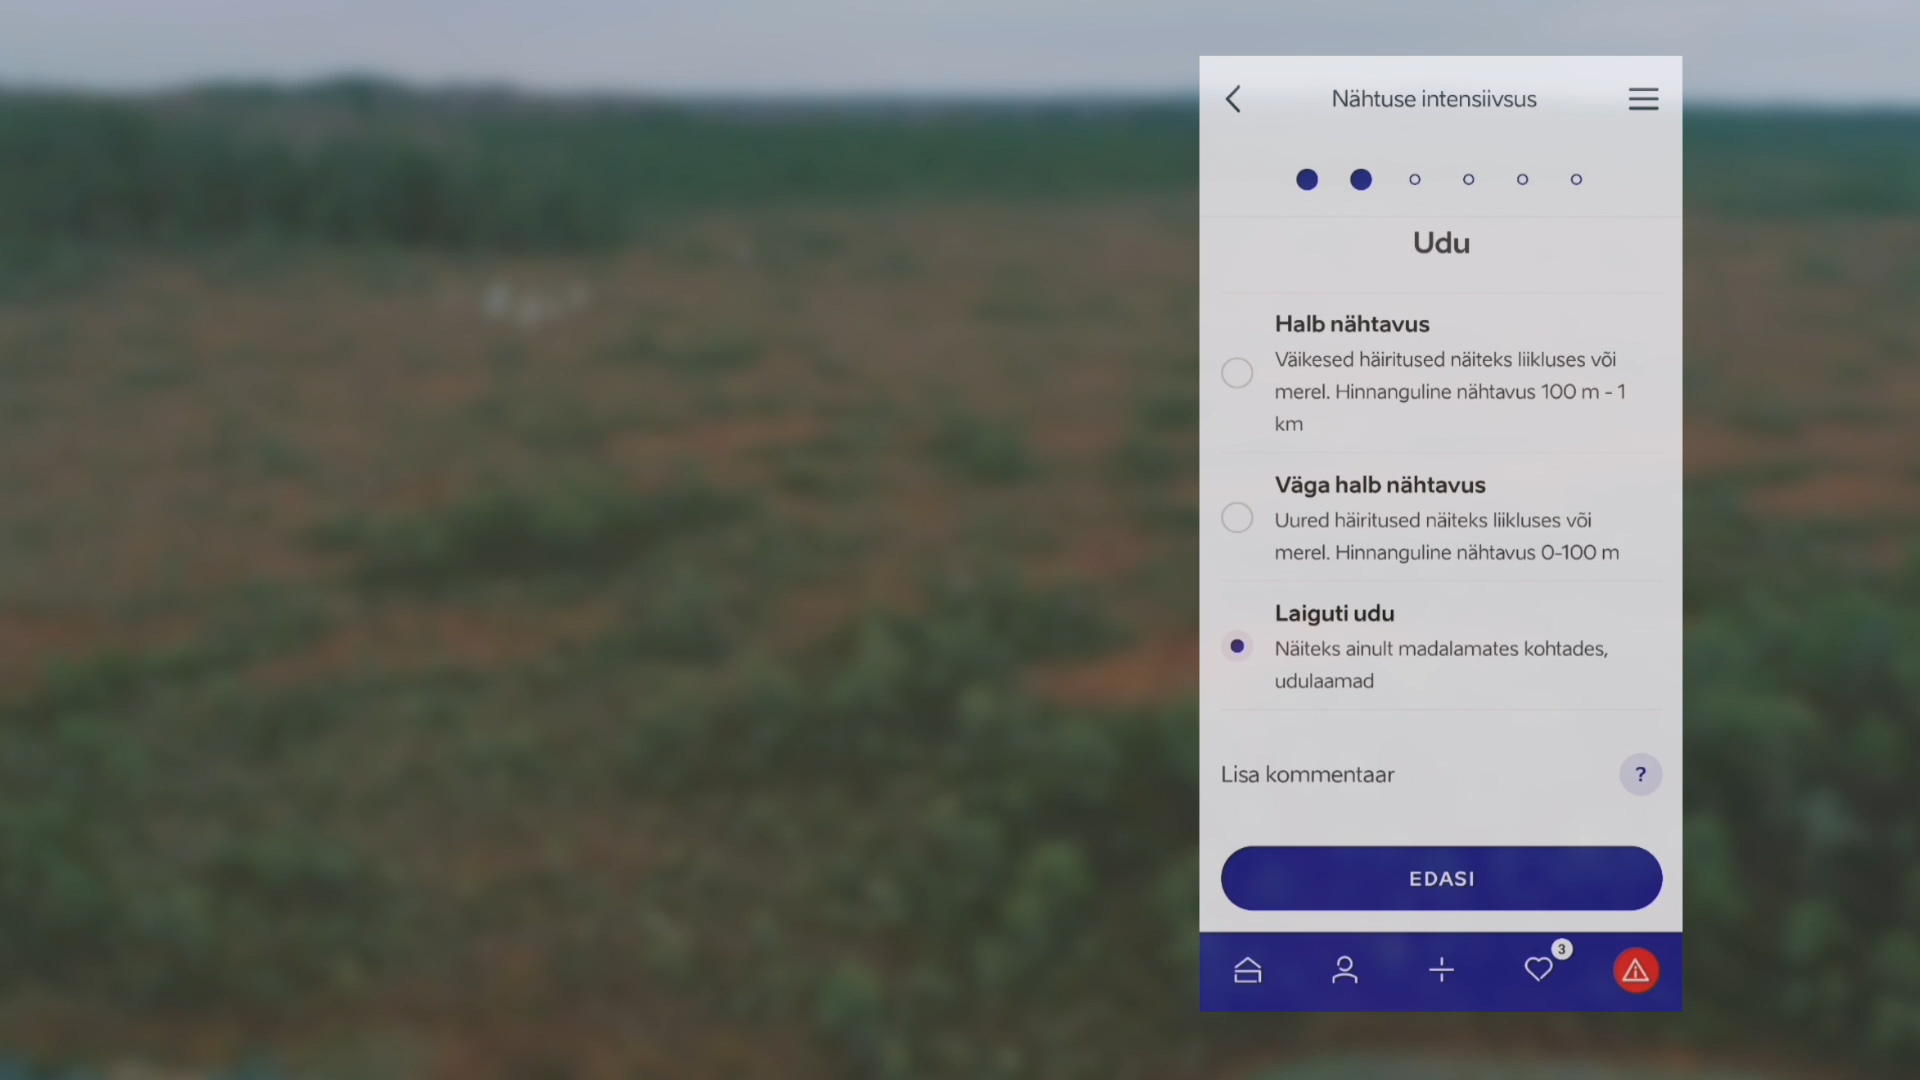 Nähtuse intensiivsus
Udu
Halb nähtavus
Väikesed häiritused näiteks liikluses või
merel. Hinnanguline nähtavus 100 m - 1
km
Väga halb nähtavus
Uured häiritused näiteks liikluses või
merel. Hinnanguline nähtavus 0-100 m
Laiguti udu
Näiteks ainult madalamates kohtades,
udulaamad
Lisa kommentaar
?
EDASI
3